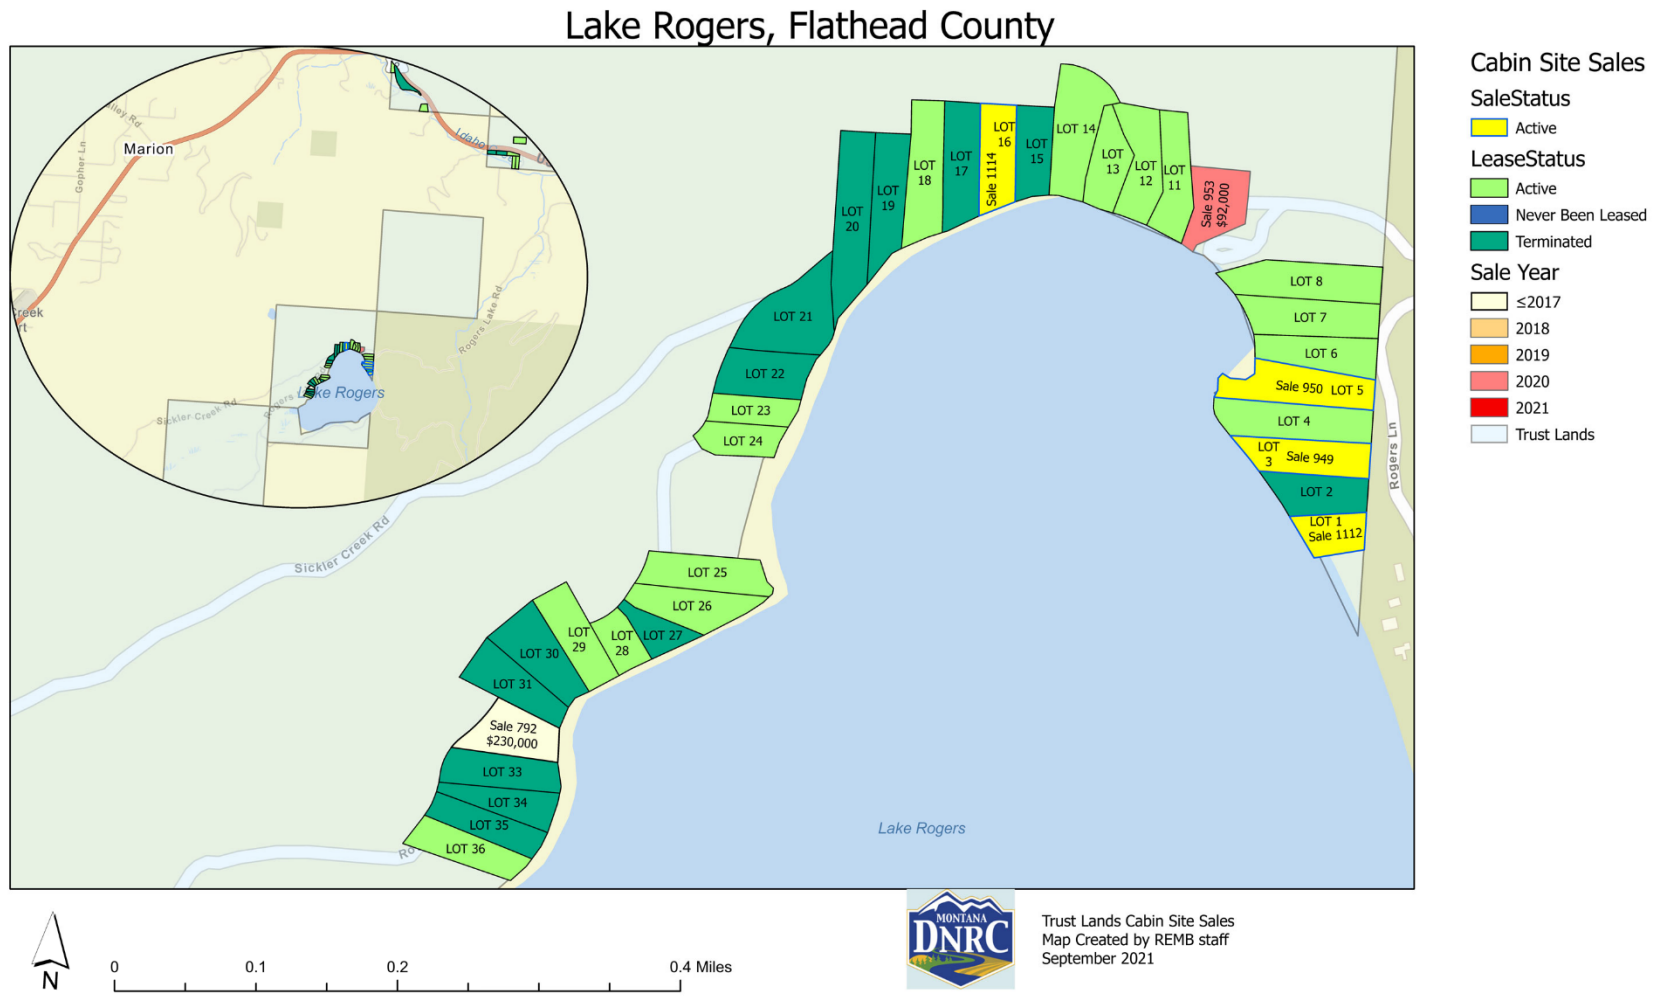 Lake Rogers, Flathead County
Marion
Gopher Ln
Sickler Creek Rd
Rogers Lake Rd
Lake Rogers
Sickler Creek Rd
LOT 14
LOT
13
LOT
12
LOT
11
Sale 953
$92,000
LOT
15
LOT
16
Sale 1114
LOT
17
LOT
18
LOT
19
LOT
20
LOT 21
LOT 22
LOT 23
LOT 24
LOT 8
LOT 7
LOT 6
Sale 950 LOT 5
LOT 4
LOT
3
Sale 949
LOT 2
LOT 1
Sale 1112
Rogers Ln
LOT 25
LOT 26
LOT 27
LOT
28
LOT
29
LOT 30
LOT 31
Sale 792
$230,000
LOT 33
LOT 34
LOT 35
LOT 36
Lake Rogers
Cabin Site Sales
SaleStatus
Active
LeaseStatus
Active
Never Been Leased
Terminated
Sale Year
≤2017
2018
2019
2020
2021
Trust Lands
N
0 0.1 0.2 0.4 Miles
MONTANA
DNRC
Trust Lands Cabin Site Sales
Map Created by REMB staff
September 2021